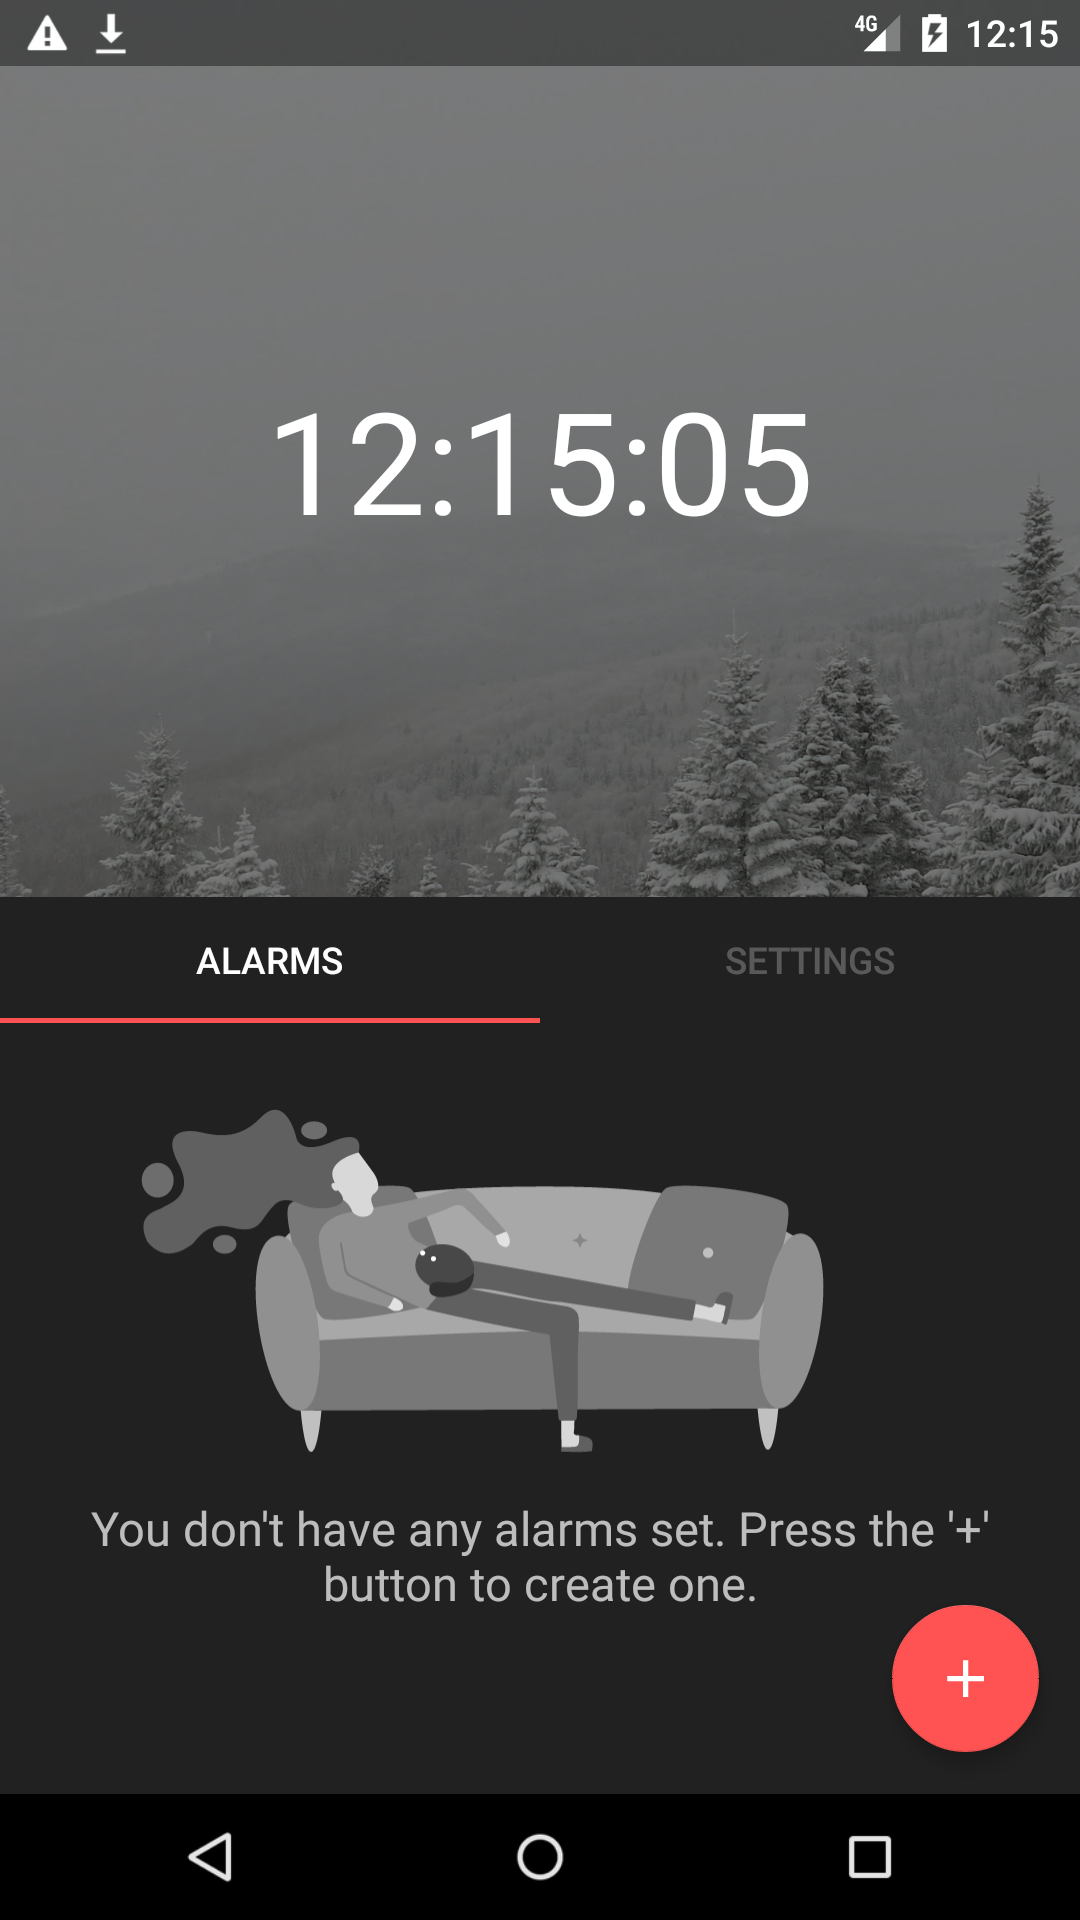 4G
12:15
12:15:05
ALARMS
SETTINGS
You don't have any alarms set. Press the '+'
button to create one.
+